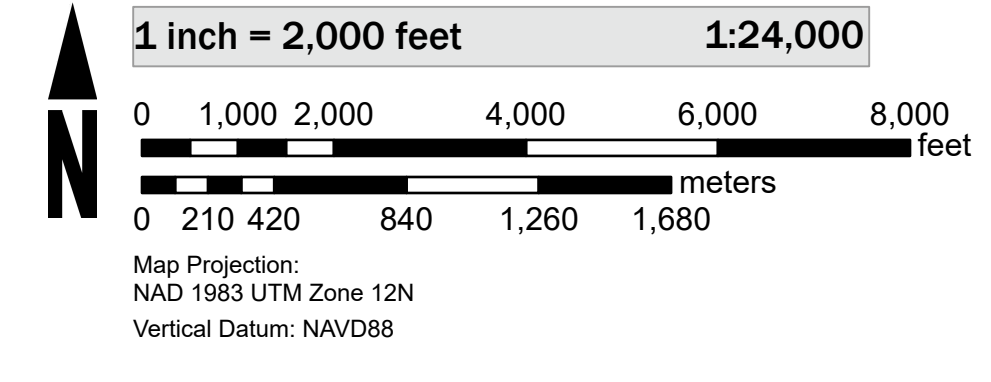 N
1 inch = 2,000 feet 1:24,000
0 1,000 2,000 4,000 6,000 8,000
feet
meters
0 210 420 840 1,260 1,680
Map Projection:
NAD 1983 UTM Zone 12N
Vertical Datum: NAVD88